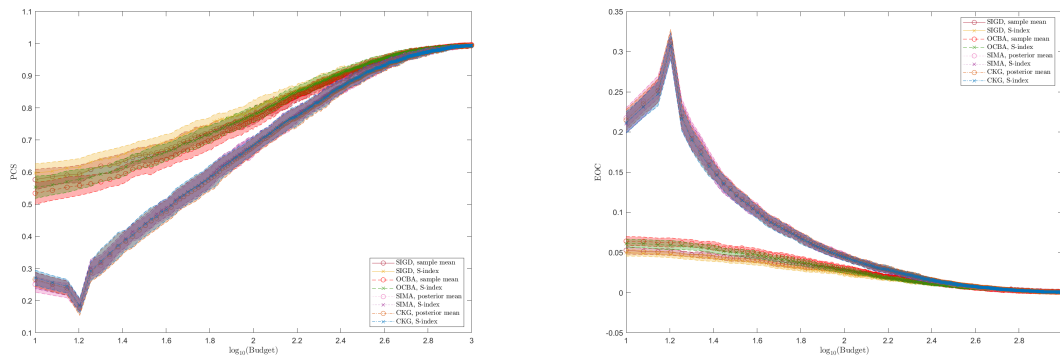 1.1
1
0.9
0.8
0.7
0.6
0.5
0.4
0.3
0.2
0.1
PCS
1
1.2
1.4
1.6
1.8
2
2.2
2.4
2.6
2.8
3
log10(Budget)
SIGD, sample mean
SIGD, S-index
OCBA, sample mean
OCBA, S-index
SIMA, posterior mean
SIMA, S-index
CKG, posterior mean
CKG, S-index
0.35
0.3
0.25
0.2
0.15
0.1
0.05
0
-0.05
EOC
1
1.2
1.4
1.6
1.8
2
2.2
2.4
2.6
2.8
3
log10(Budget)
SIGD, sample mean
SIGD, S-index
OCBA, sample mean
OCBA, S-index
SIMA, posterior mean
SIMA, S-index
CKG, posterior mean
CKG, S-index